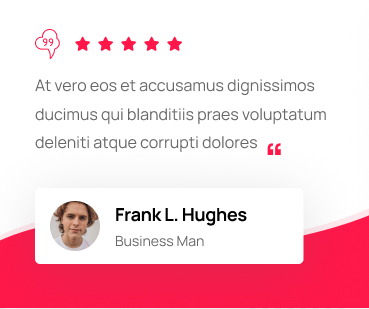 99
At vero eos et accusamus dignissimos
ducimus qui blanditiis praes voluptatum
deleniti atque corrupti dolores “
Frank L. Hughes
Business Man